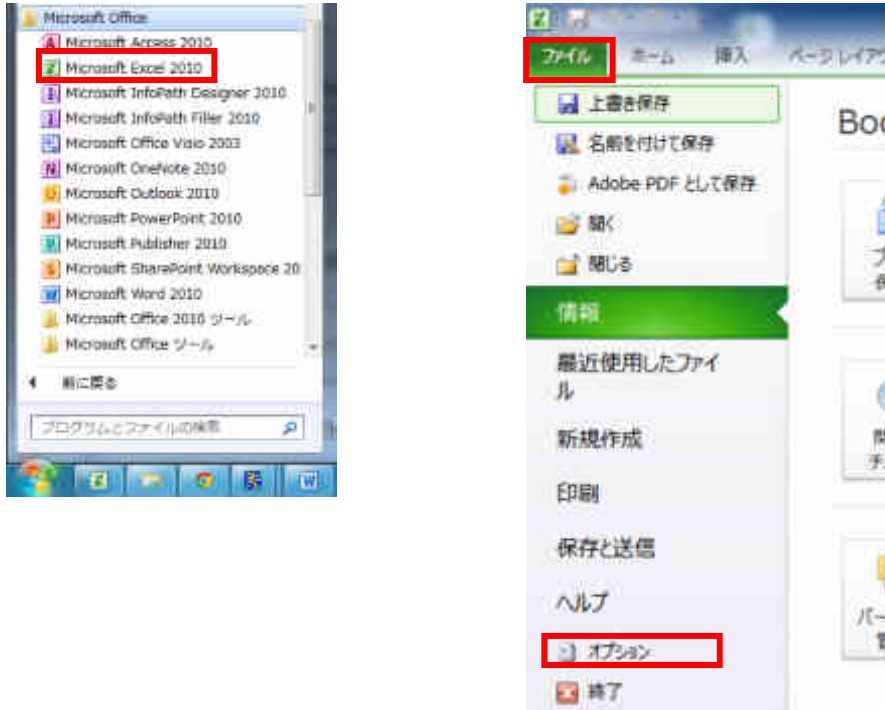 Microsoft Office
Microsoft Access 2010
Microsoft Excel 2010
Microsoft InfoPath Designer 2010
Microsoft InfoPath Filler 2010
Microsoft Office Visio 2003
Microsoft OneNote 2010
Microsoft Outlook 2010
Microsoft PowerPoint 2010
Microsoft Publisher 2010
Microsoft SharePoint Workspace 20
Microsoft Word 2010
Microsoft Office 2010 ツール
Microsoft Office ツール
前に戻る
プログラムとファイルの検索
ファイル ホーム 挿入 ページ レイアウ
上書き保存
名前を付けて保存
Adobe PDF として保存
開く
閉じる
情報
最近使用したファイ
ル
新規作成
印刷
保存と送信
ヘルプ
オプション
終了
Boo